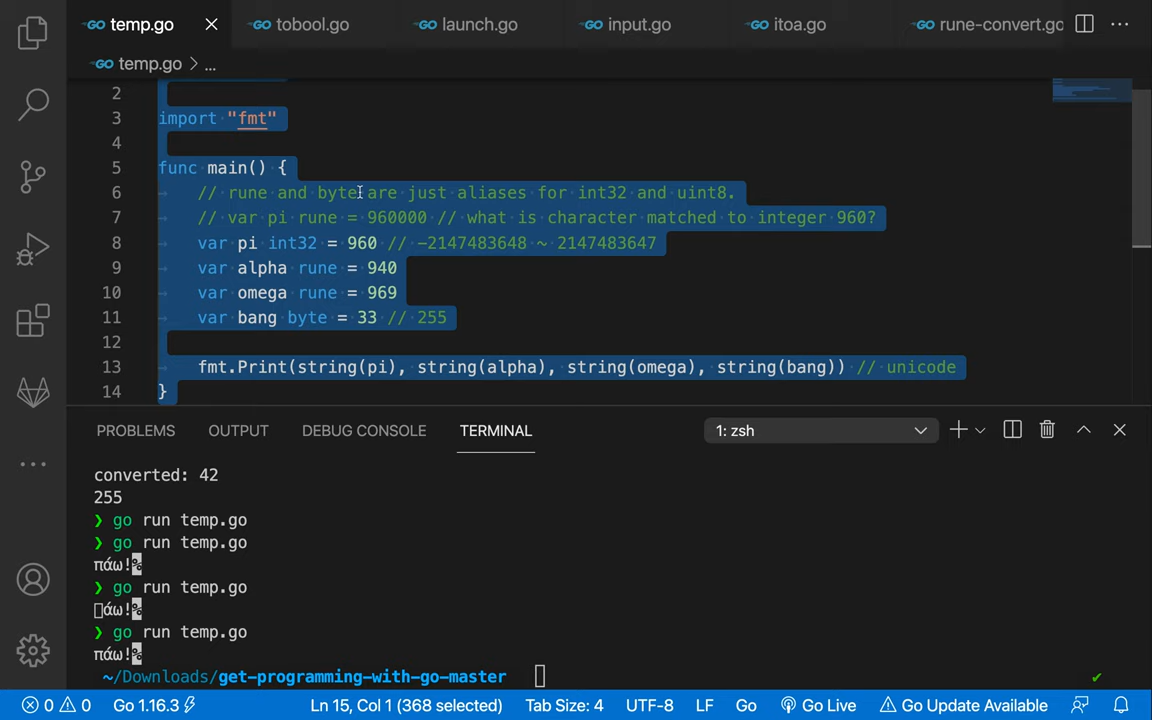 temp.go tobool.go launch.go input.go itoa.go rune-convert.go
temp.go > ...
2
3 import "fmt"
4
5 func main() {
6 // rune and byte are just aliases for int32 and uint8.
7 // var pi rune = 960000 // what is character matched to integer 960?
8 var pi int32 = 960 // -2147483648 ~ 2147483647
9 var alpha rune = 940
10 var omega rune = 969
11 var bang byte = 33 // 255
12
13 fmt.Print(string(pi), string(alpha), string(omega), string(bang)) // unicode
14 }
PROBLEMS OUTPUT DEBUG CONSOLE TERMINAL 1: zsh
converted: 42
255
❯ go run temp.go
❯ go run temp.go
πάω!%
❯ go run temp.go
□άω!%
❯ go run temp.go
πάω!%
~/Downloads/get-programming-with-go-master
0 0 Go 1.16.3 Ln 15, Col 1 (368 selected) Tab Size: 4 UTF-8 LF Go Go Live Go Update Available